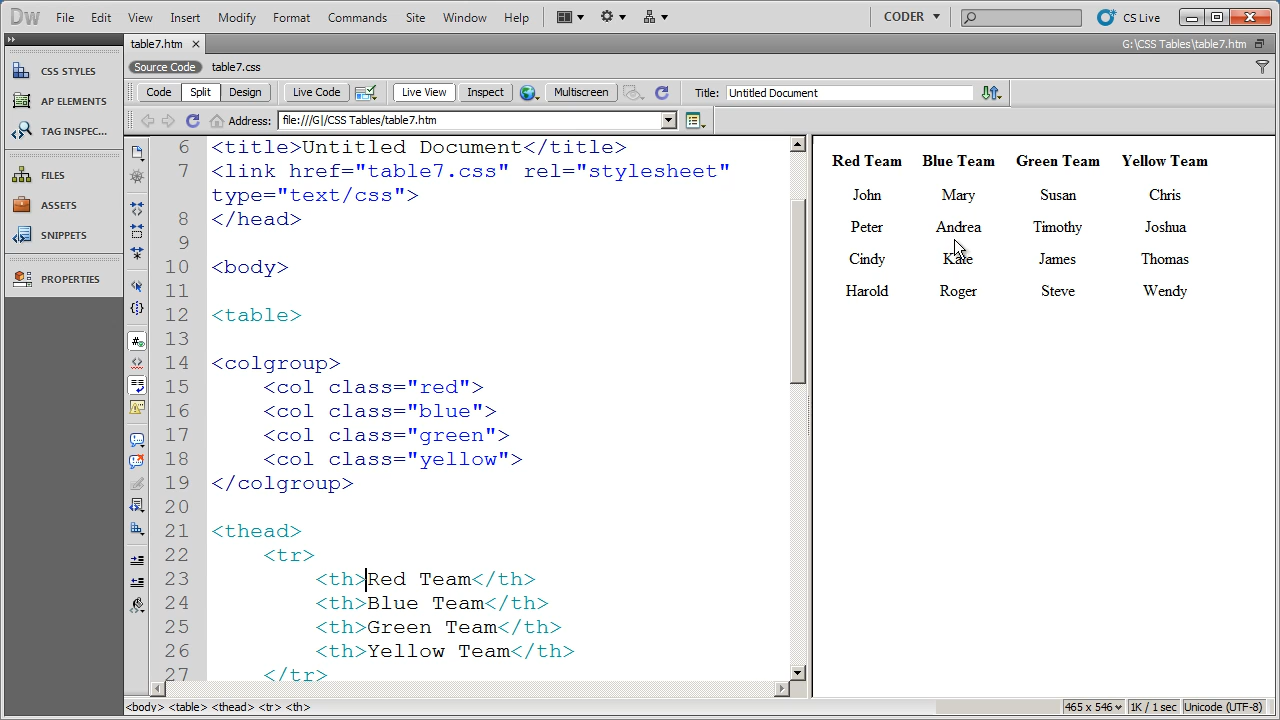 Dw File Edit View Insert Modify Format Commands Site Window Help CODER CS Live
table7.htm G:\CSS Tables\table7.htm
Source Code table7.css
Code Split Design Live Code Live View Inspect Multiscreen Title: Untitled Document
Address: file:///G|/CSS Tables/table7.htm
CSS STYLES
AP ELEMENTS
TAG INSPEC...
FILES
ASSETS
SNIPPETS
PROPERTIES
6 <title>Untitled Document</title>
7 <link href="table7.css" rel="stylesheet"
type="text/css">
8 </head>
9
10 <body>
11
12 <table>
13
14 <colgroup>
15 <col class="red">
16 <col class="blue">
17 <col class="green">
18 <col class="yellow">
19 </colgroup>
20
21 <thead>
22 <tr>
23 <th>Red Team</th>
24 <th>Blue Team</th>
25 <th>Green Team</th>
26 <th>Yellow Team</th>
27 </tr>
Red Team Blue Team Green Team Yellow Team
John Mary Susan Chris
Peter Andrea Timothy Joshua
Cindy Kate James Thomas
Harold Roger Steve Wendy
<body> <table> <thead> <tr> <th> 465 x 546 1K / 1 sec Unicode (UTF-8)